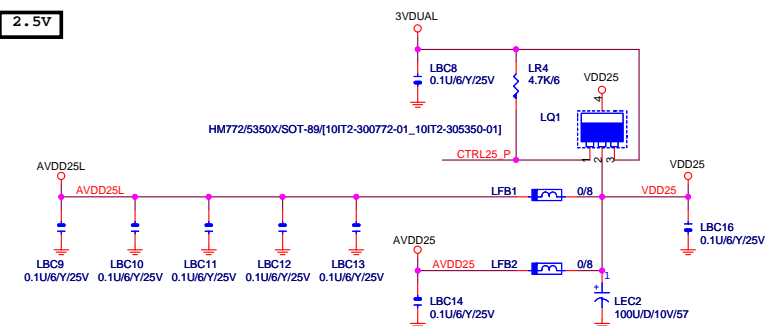 2.5V
3VDUAL
LBC8
0.1U/6/Y/25V
LR4
4.7K/6
VDD25
4
LQ1
HM772/5350X/SOT-89/[10IT2-300772-01_10IT2-305350-01]
CTRL25_P
1
2
3
AVDD25L
AVDD25L
LFB1
0/8
VDD25
VDD25
LBC9
0.1U/6/Y/25V
LBC10
0.1U/6/Y/25V
LBC11
0.1U/6/Y/25V
LBC12
0.1U/6/Y/25V
LBC13
0.1U/6/Y/25V
LBC16
0.1U/6/Y/25V
AVDD25
AVDD25
LFB2
0/8
LBC14
0.1U/6/Y/25V
1
+
LEC2
100U/D/10V/57